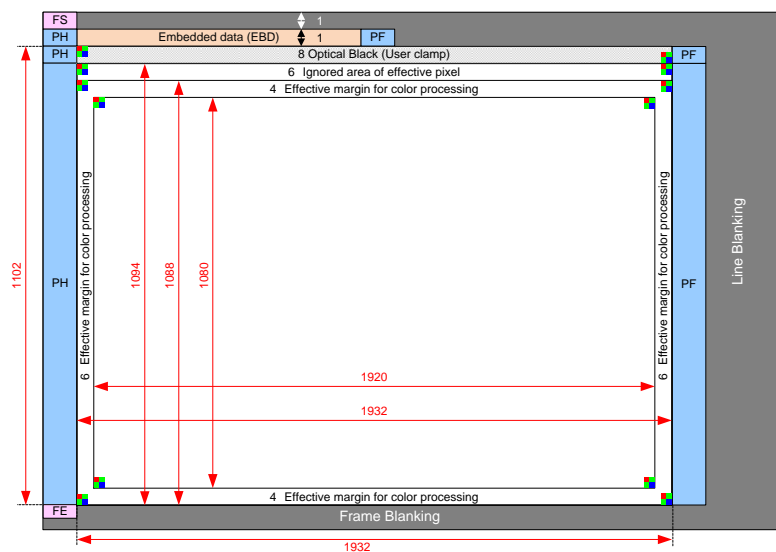 FS
1
PH
Embedded data (EBD)
1
PF
PH
8 Optical Black (User clamp)
PF
6 Ignored area of effective pixel
4 Effective margin for color processing
1102
PH
6 Effective margin for color processing
1094
1088
1080
6 Effective margin for color processing
PF
Line Blanking
1920
1932
4 Effective margin for color processing
FE
Frame Blanking
1932